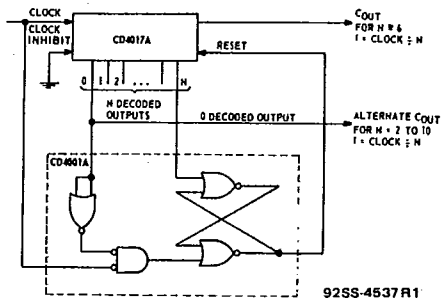 CLOCK
CLOCK
INHIBIT
CD4017A
RESET
COUT
FOR N ≥ 6
f = CLOCK ÷ N
0 1 2 ... N
N DECODED
OUTPUTS
0 DECODED OUTPUT
ALTERNATE COUT
FOR N = 2 TO 10
f = CLOCK ÷ N
CD4001A
92SS-4537R1